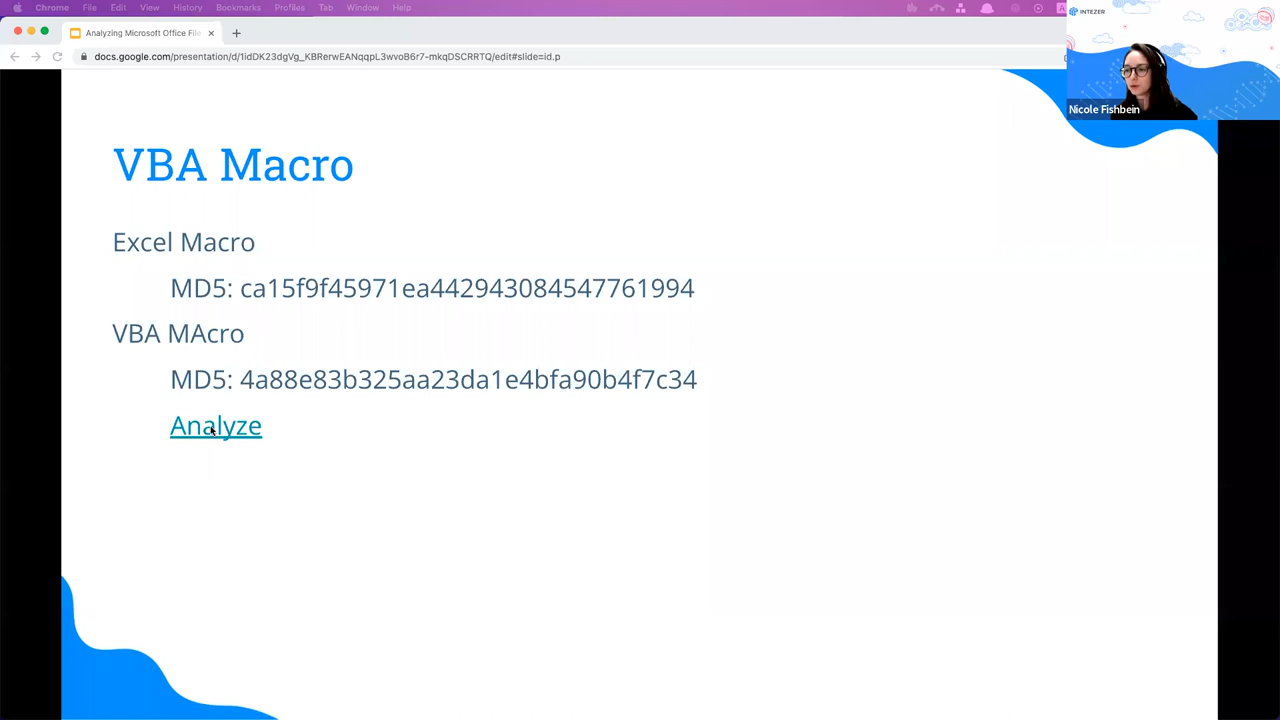 Chrome File Edit View History Bookmarks Profiles Tab Window Help
Analyzing Microsoft Office File
docs.google.com/presentation/d/1idDK23dgVg_KBRerwEANqqpL3wvoB6r7-mkqDSCRRTQ/edit#slide=id.p
INTEZER
Nicole Fishbein
VBA Macro
Excel Macro
MD5: ca15f9f45971ea442943084547761994
VBA MAcro
MD5: 4a88e83b325aa23da1e4bfa90b4f7c34
Analyze